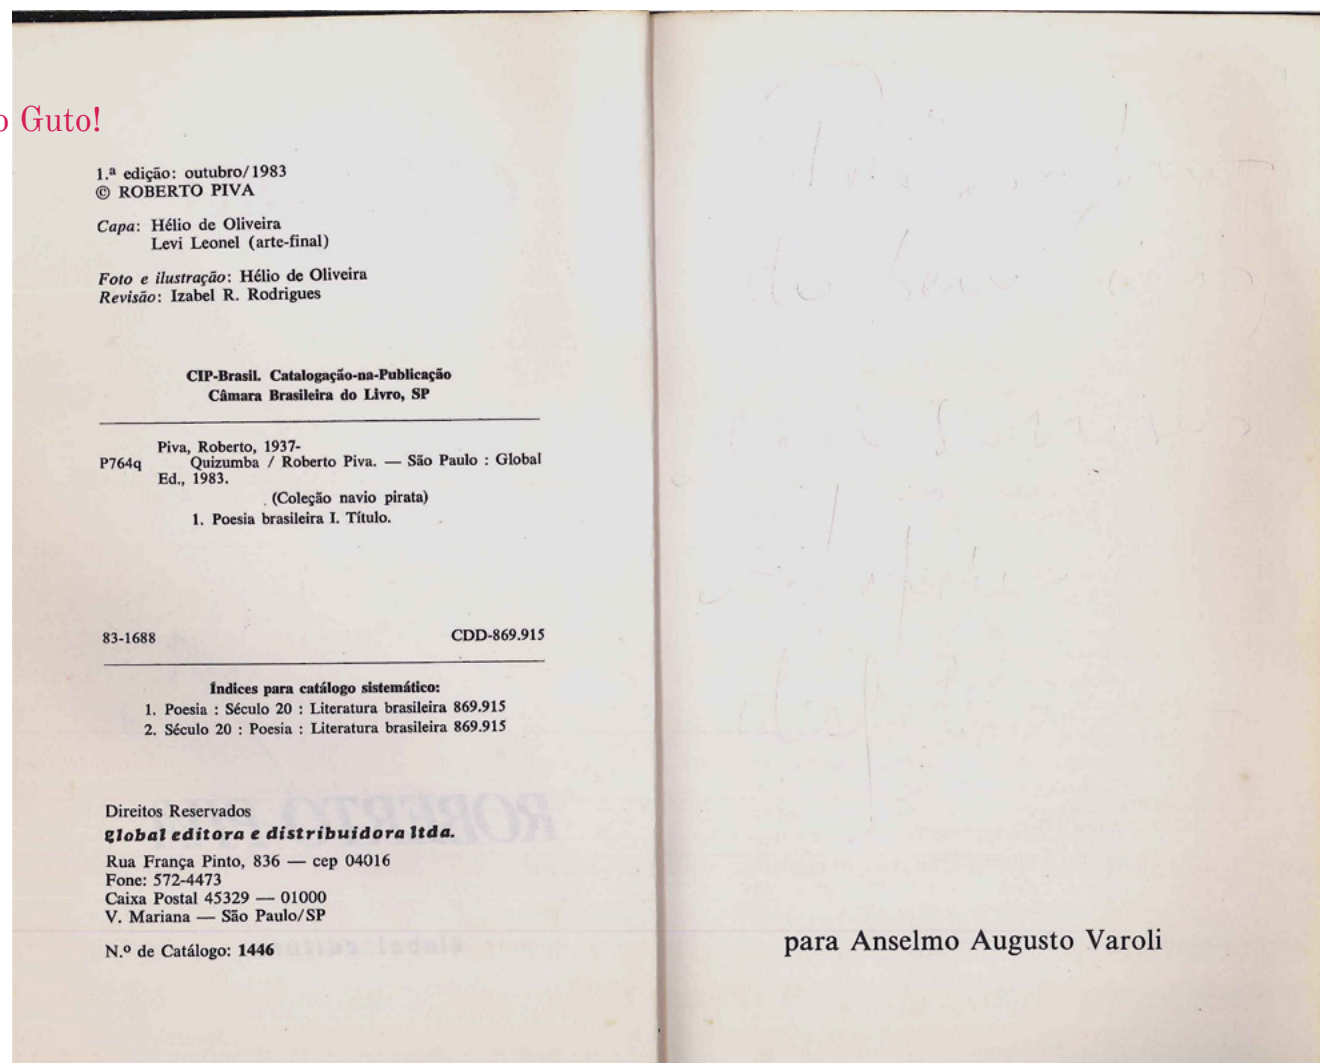 o Guto!
1.ª edição: outubro/1983
© ROBERTO PIVA
Capa: Hélio de Oliveira
Levi Leonel (arte-final)
Foto e ilustração: Hélio de Oliveira
Revisão: Izabel R. Rodrigues
CIP-Brasil. Catalogação-na-Publicação
Câmara Brasileira do Livro, SP
Piva, Roberto, 1937-
P764q Quizumba / Roberto Piva. — São Paulo : Global
Ed., 1983.
(Coleção navio pirata)
1. Poesia brasileira I. Título.
83-1688 CDD-869.915
Índices para catálogo sistemático:
1. Poesia : Século 20 : Literatura brasileira 869.915
2. Século 20 : Poesia : Literatura brasileira 869.915
Direitos Reservados
global editora e distribuidora ltda.
Rua França Pinto, 836 — cep 04016
Fone: 572-4473
Caixa Postal 45329 — 01000
V. Mariana — São Paulo/SP
N.º de Catálogo: 1446
para Anselmo Augusto Varoli